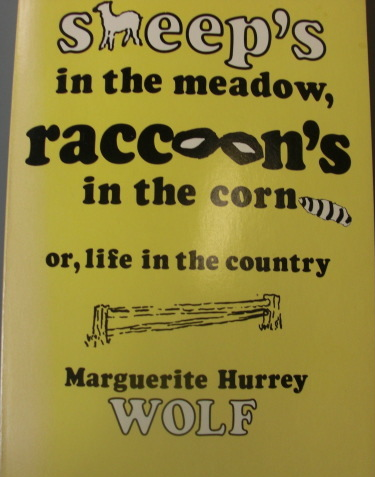 sheep's
in the meadow,
raccoon's
in the corn
or, life in the country
Marguerite Hurrey
WOLF